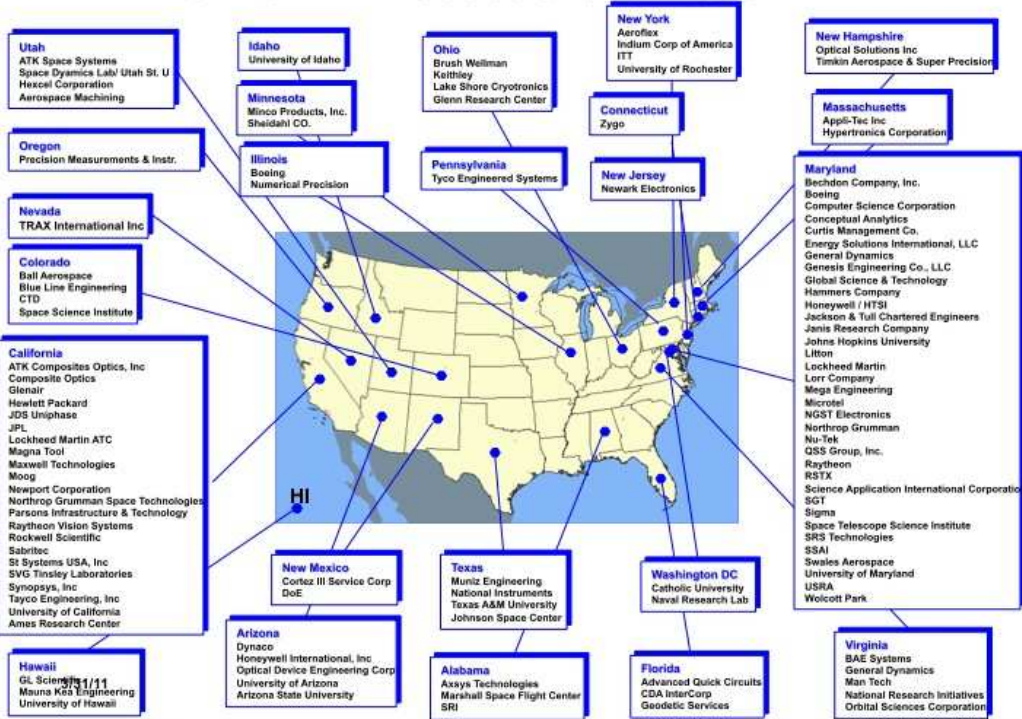 Utah
ATK Space Systems
Space Dyamics Lab/ Utah St. U
Hexcel Corporation
Aerospace Machining
Idaho
University of Idaho
Minnesota
Minco Products, Inc.
Sheidahl CO.
Illinois
Boeing
Numerical Precision
Ohio
Brush Wellman
Keithley
Lake Shore Cryotronics
Glenn Research Center
Pennsylvania
Tyco Engineered Systems
New York
Aeroflex
Indium Corp of America
ITT
University of Rochester
Connecticut
Zygo
New Jersey
Newark Electronics
New Hampshire
Optical Solutions Inc
Timkin Aerospace & Super Precision
Massachusetts
Appli-Tec Inc
Hypertronics Corporation
Oregon
Precision Measurements & Instr.
Nevada
TRAX International Inc
Colorado
Ball Aerospace
Blue Line Engineering
CTD
Space Science Institute
California
ATK Composites Optics, Inc
Composite Optics
Glenair
Hewlett Packard
JDS Uniphase
JPL
Lockheed Martin ATC
Magna Tool
Maxwell Technologies
Moog
Newport Corporation
Northrop Grumman Space Technologies
Parsons Infrastructure & Technology
Raytheon Vision Systems
Rockwell Scientific
Sabritec
St Systems USA, Inc
SVG Tinsley Laboratories
Synopsys, Inc
Tayco Engineering, Inc
University of California
Ames Research Center
HI
Maryland
Bechdon Company, Inc.
Boeing
Computer Science Corporation
Conceptual Analytics
Curtis Management Co.
Energy Solutions International, LLC
General Dynamics
Genesis Engineering Co., LLC
Global Science & Technology
Hammers Company
Honeywell / HTSI
Jackson & Tull Chartered Engineers
Janis Research Company
Johns Hopkins University
Litton
Lockheed Martin
Lorr Company
Mega Engineering
Microtel
NGST Electronics
Northrop Grumman
Nu-Tek
QSS Group, Inc.
Raytheon
RSTX
Science Application International Corporatio
SGT
Sigma
Space Telescope Science Institute
SRS Technologies
SSAI
Swales Aerospace
University of Maryland
USRA
Wolcott Park
New Mexico
Cortez III Service Corp
DoE
Texas
Muniz Engineering
National Instruments
Texas A&M University
Johnson Space Center
Washington DC
Catholic University
Naval Research Lab
Hawaii
GL
3/31/11
Mauna Kea Engineering
University of Hawaii
Arizona
Dynaco
Honeywell International, Inc
Optical Device Engineering Corp
University of Arizona
Arizona State University
Alabama
Axsys Technologies
Marshall Space Flight Center
SRI
Florida
Advanced Quick Circuits
CDA InterCorp
Geodetic Services
Virginia
BAE Systems
General Dynamics
Man Tech
National Research Initiatives
Orbital Sciences Corporation